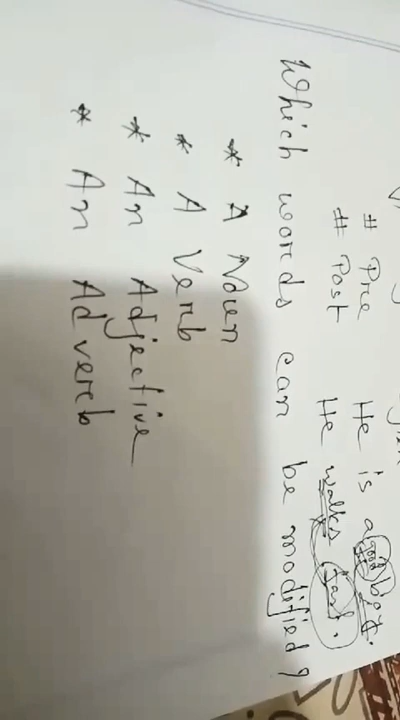 # Pre He is a good boy.
# Post He walks fast.
Which words can be modified?
* A Noun
* A Verb
* An Adjective
* An Adverb